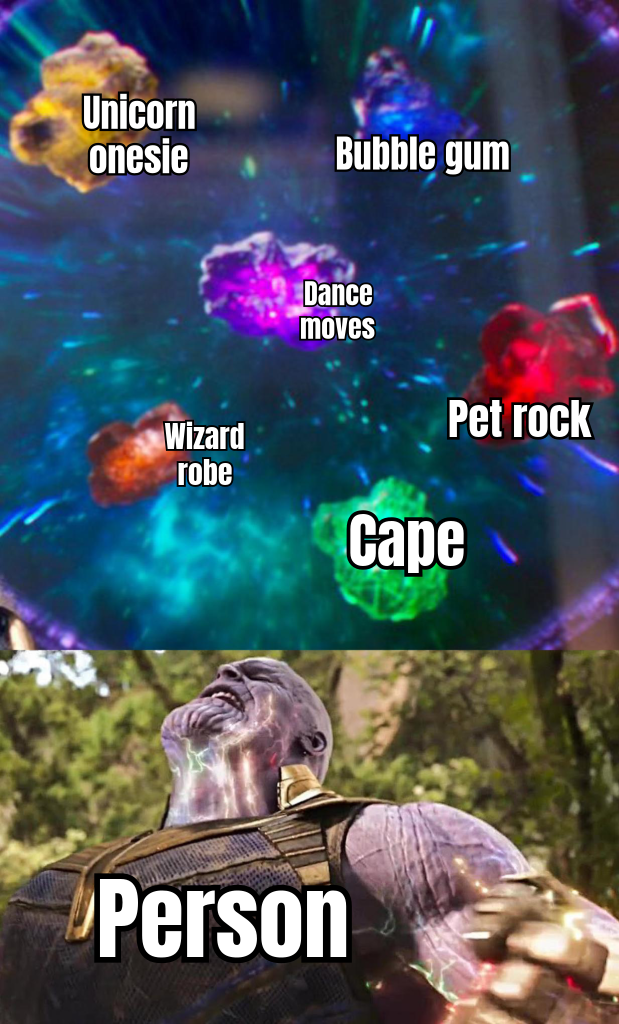 Unicorn
onesie
Bubble gum
Dance
moves
Pet rock
Wizard
robe
Cape
Person